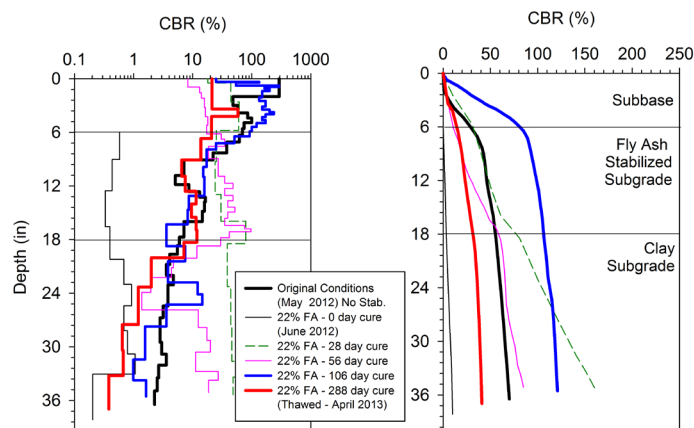 CBR (%)
0.1 1 10 100 1000
Depth (in)
0
6
12
18
24
30
36
Original Conditions
(May 2012) No Stab.
22% FA - 0 day cure
(June 2012)
22% FA - 28 day cure
22% FA - 56 day cure
22% FA - 106 day cure
22% FA - 288 day cure
(Thawed - April 2013)
CBR (%)
0 50 100 150 200 250
0
6
12
18
24
30
36
Subbase
Fly Ash
Stabilized
Subgrade
Clay
Subgrade